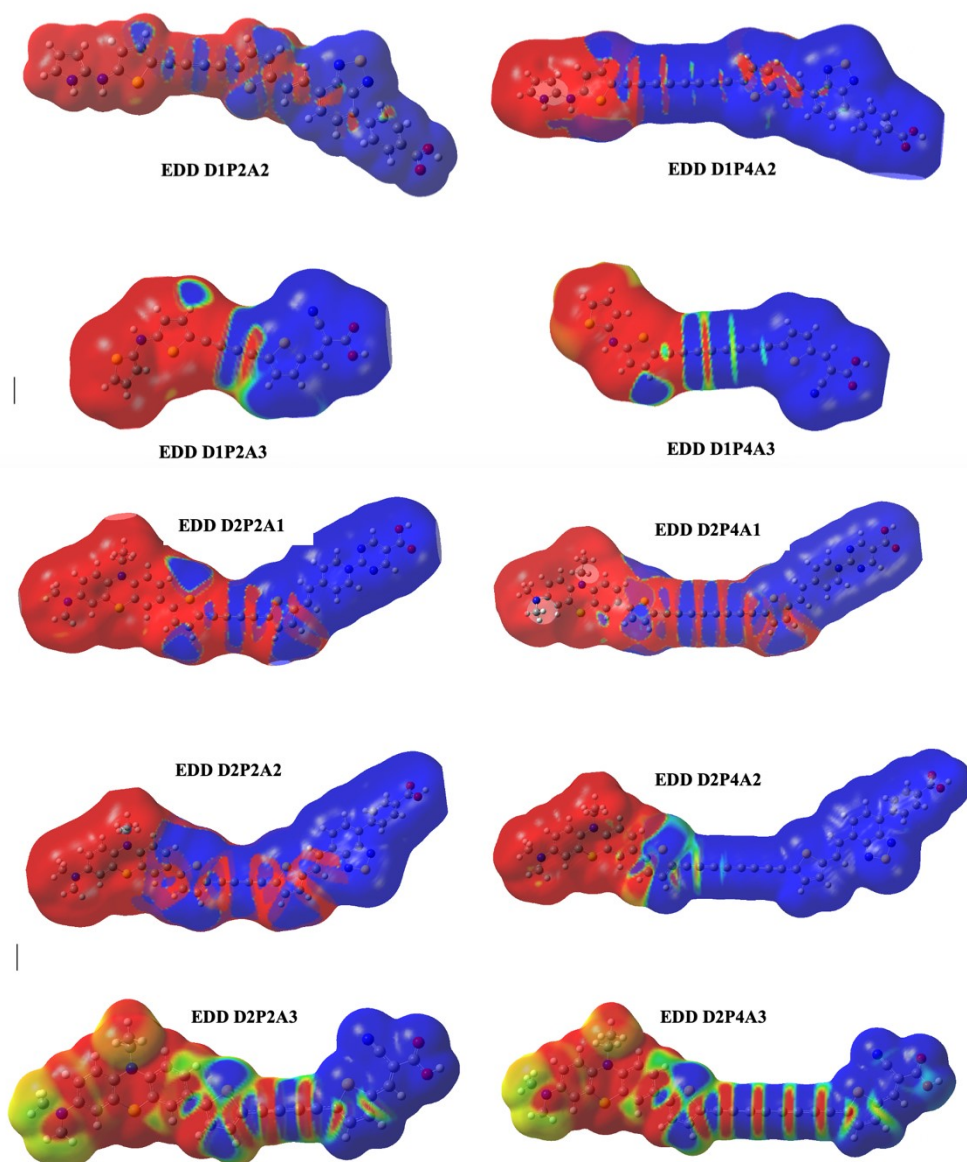 EDD D1P2A2
EDD D1P4A2
EDD D1P2A3
EDD D1P4A3
EDD D2P2A1
EDD D2P4A1
EDD D2P2A2
EDD D2P4A2
EDD D2P2A3
EDD D2P4A3